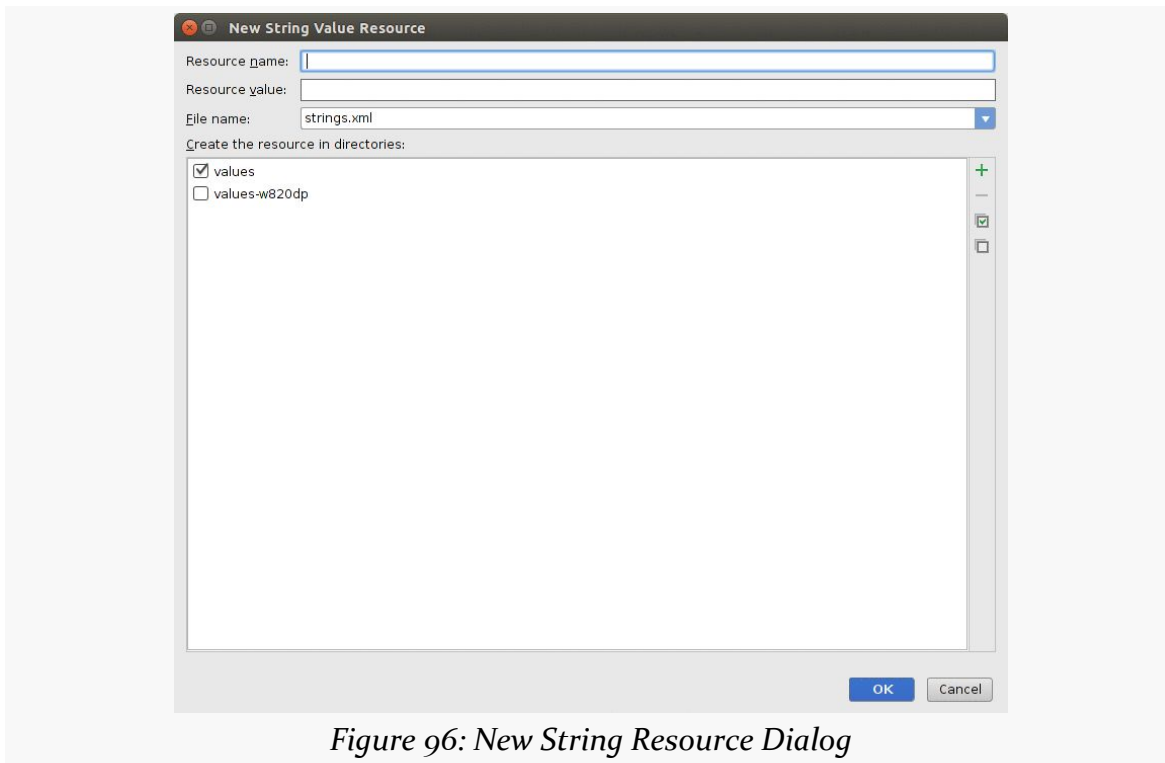 New String Value Resource
Resource name:
Resource value:
File name: strings.xml
Create the resource in directories:
values
values-w820dp
OK Cancel
Figure 96: New String Resource Dialog